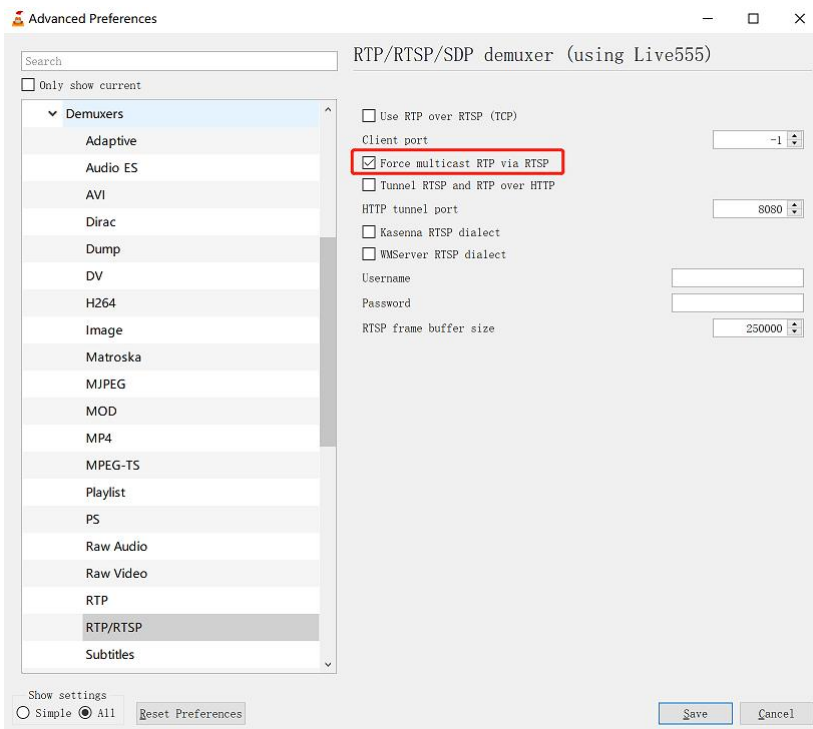 Advanced Preferences
Search
Only show current
Demuxers
Adaptive
Audio ES
AVI
Dirac
Dump
DV
H264
Image
Matroska
MJPEG
MOD
MP4
MPEG-TS
Playlist
PS
Raw Audio
Raw Video
RTP
RTP/RTSP
Subtitles
RTP/RTSP/SDP demuxer (using Live555)
Use RTP over RTSP (TCP)
Client port -1
Force multicast RTP via RTSP
Tunnel RTSP and RTP over HTTP
HTTP tunnel port 8080
Kasenna RTSP dialect
WMServer RTSP dialect
Username
Password
RTSP frame buffer size 250000
Show settings
Simple All Reset Preferences Save Cancel